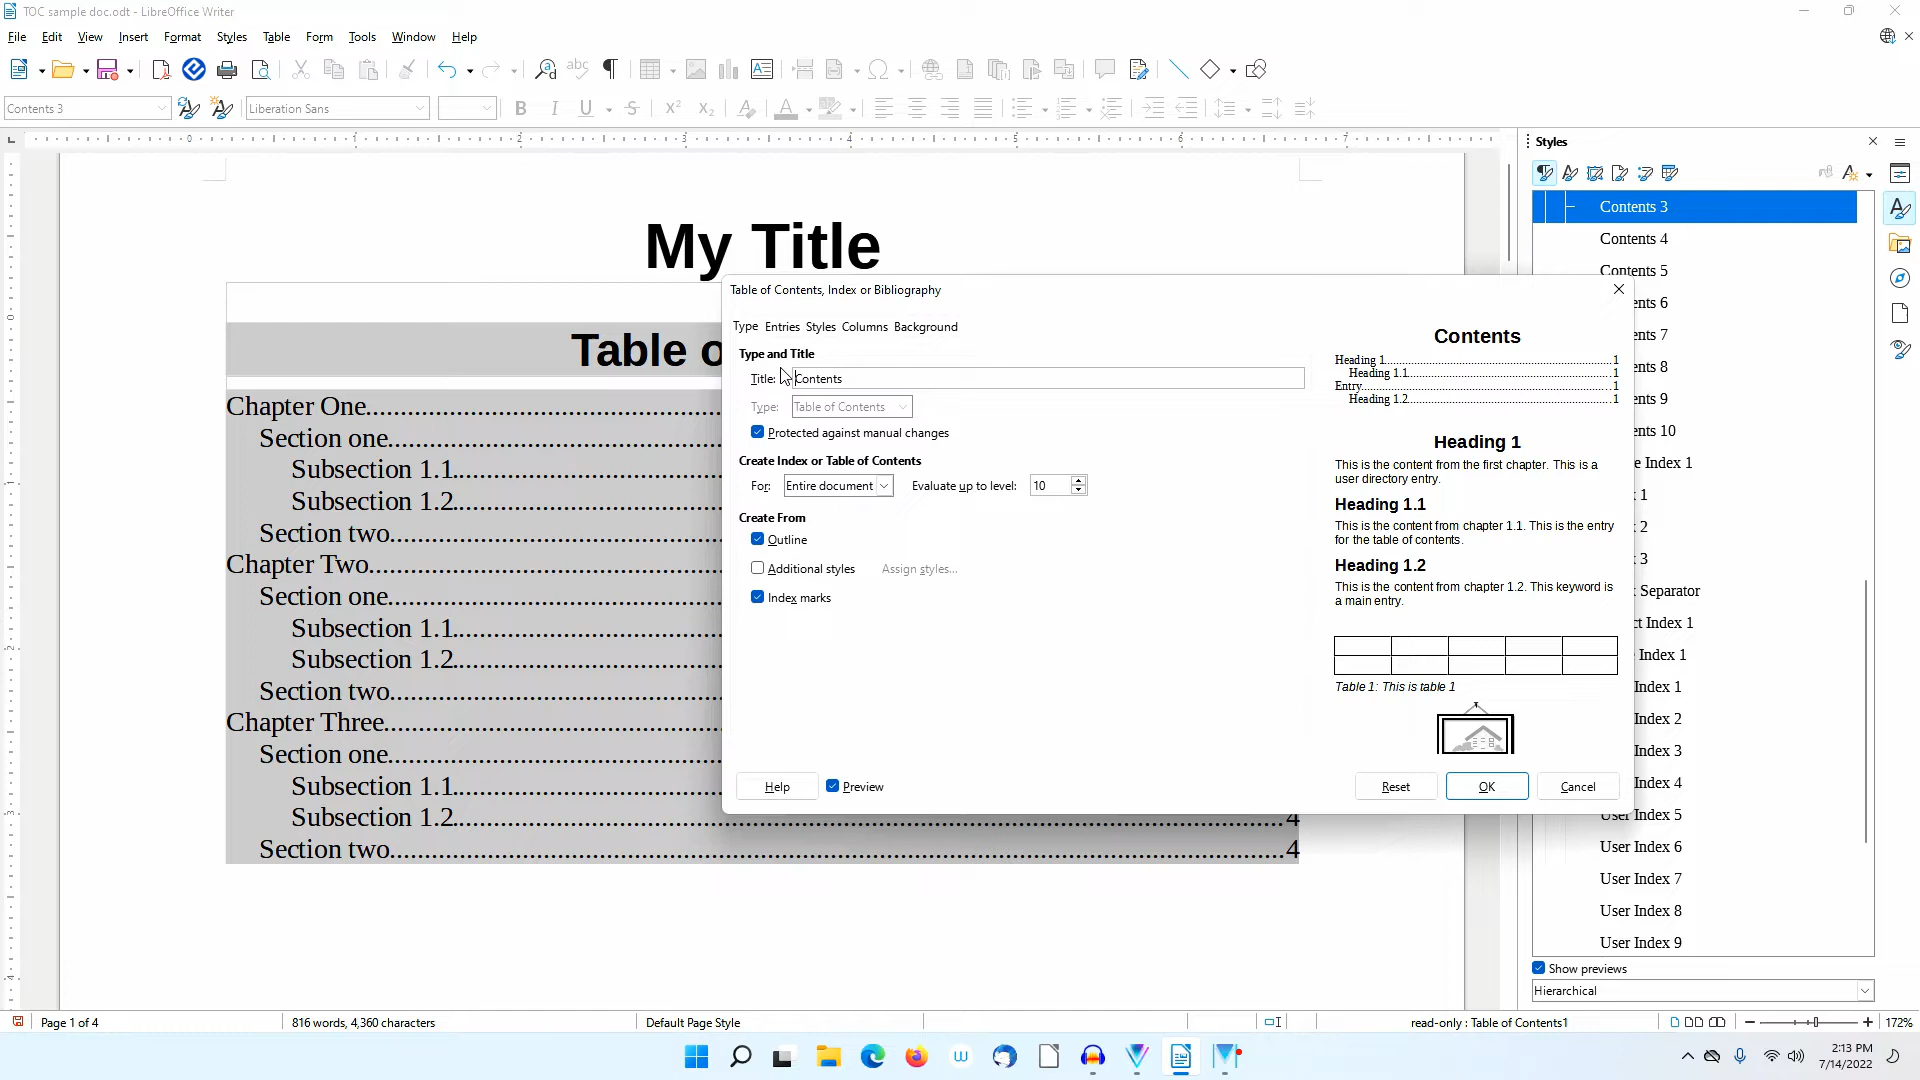 TOC sample doc.odt - LibreOffice Writer
File Edit View Insert Format Styles Table Form Tools Window Help
Contents 3
Liberation Sans
0 1 2 3 4 5 6 7
Styles
My Title
Table o
Chapter One
Section one
Subsection 1.1
Subsection 1.2
Section two
Chapter Two
Section one
Subsection 1.1
Subsection 1.2
Section two
Chapter Three
Section one
Subsection 1.1
Subsection 1.2 4
Section two 4
Table of Contents, Index or Bibliography
Type Entries Styles Columns Background
Type and Title
Title: Contents
Type: Table of Contents
Protected against manual changes
Create Index or Table of Contents
For: Entire document Evaluate up to level: 10
Create From
Outline
Additional styles Assign styles...
Index marks
Help Preview Reset OK Cancel
Contents
Heading 1 1
Heading 1.1 1
Entry 1
Heading 1.2 1
Heading 1
This is the content from the first chapter. This is a
user directory entry.
Heading 1.1
This is the content from chapter 1.1. This is the entry
for the table of contents.
Heading 1.2
This is the content from chapter 1.2. This keyword is
a main entry.
Table 1: This is table 1
Contents 3
Contents 4
Contents 5
ents 6
ents 7
ents 8
ents 9
ents 10
e Index 1
1
2
3
Separator
ct Index 1
Index 1
Index 1
Index 2
Index 3
Index 4
User Index 5
User Index 6
User Index 7
User Index 8
User Index 9
Show previews
Hierarchical
Page 1 of 4 816 words, 4,360 characters Default Page Style read-only : Table of Contents1 172%
2:13 PM
7/14/2022